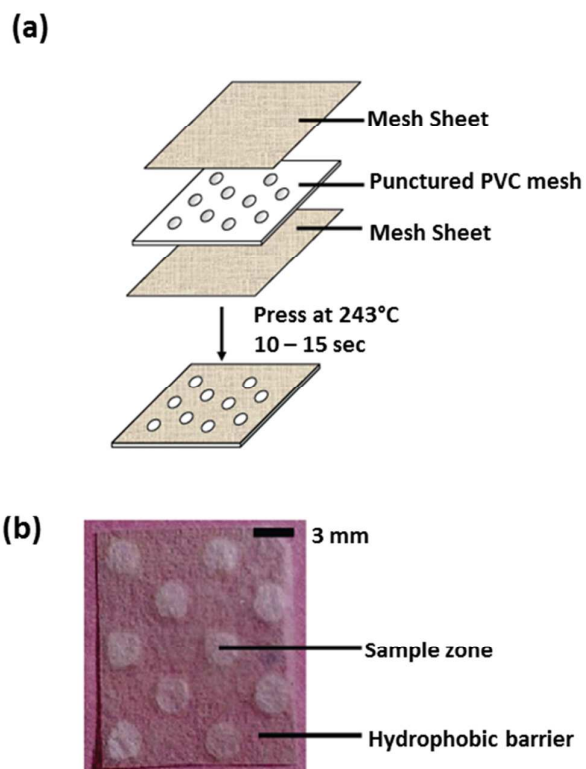 (a)
Mesh Sheet
Punctured PVC mesh
Mesh Sheet
Press at 243°C
10 – 15 sec
(b)
3 mm
Sample zone
Hydrophobic barrier